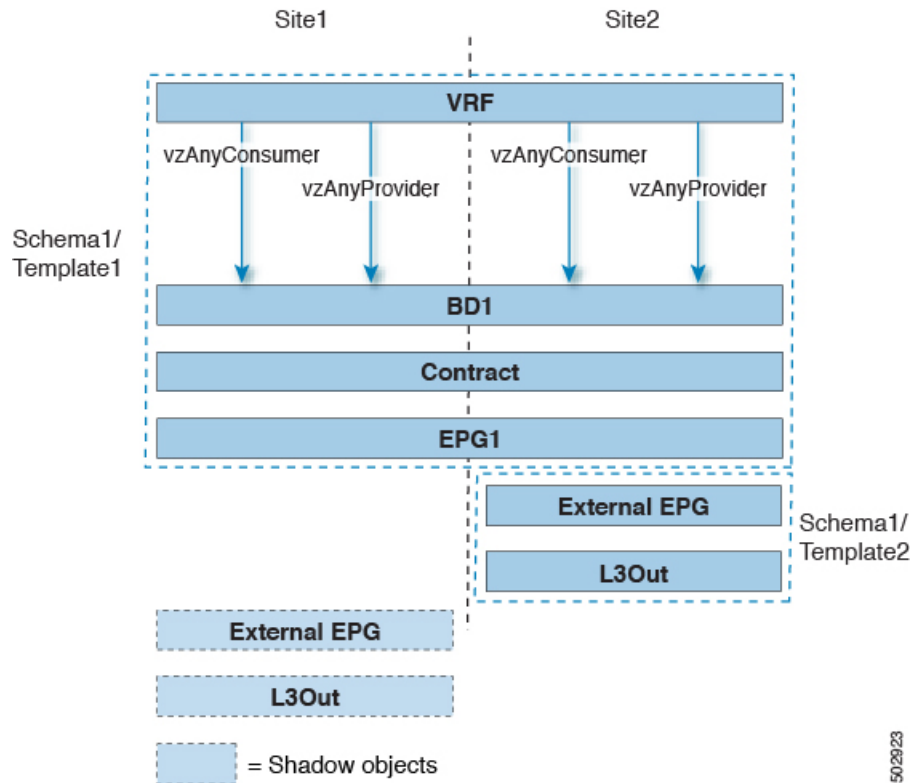 Site1
Site2
VRF
vzAnyConsumer
vzAnyProvider
vzAnyConsumer
vzAnyProvider
Schema1/
Template1
BD1
Contract
EPG1
External EPG
L3Out
Schema1/
Template2
External EPG
L3Out
= Shadow objects
502923